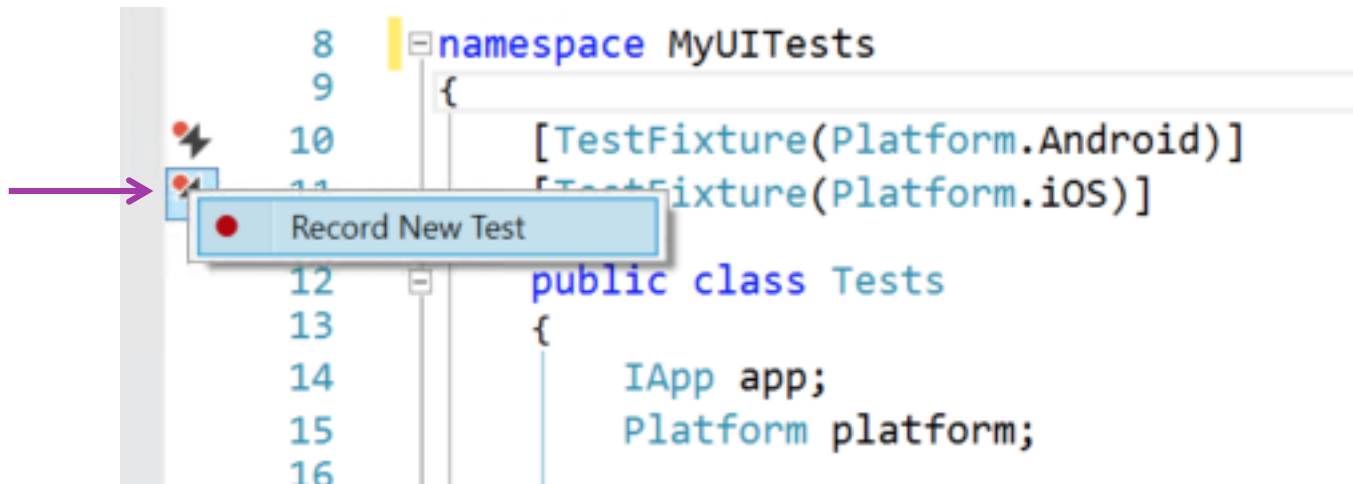 8 namespace MyUITests
9 {
10 [TestFixture(Platform.Android)]
11 [TestFixture(Platform.iOS)]
Record New Test
12 public class Tests
13 {
14 IApp app;
15 Platform platform;
16